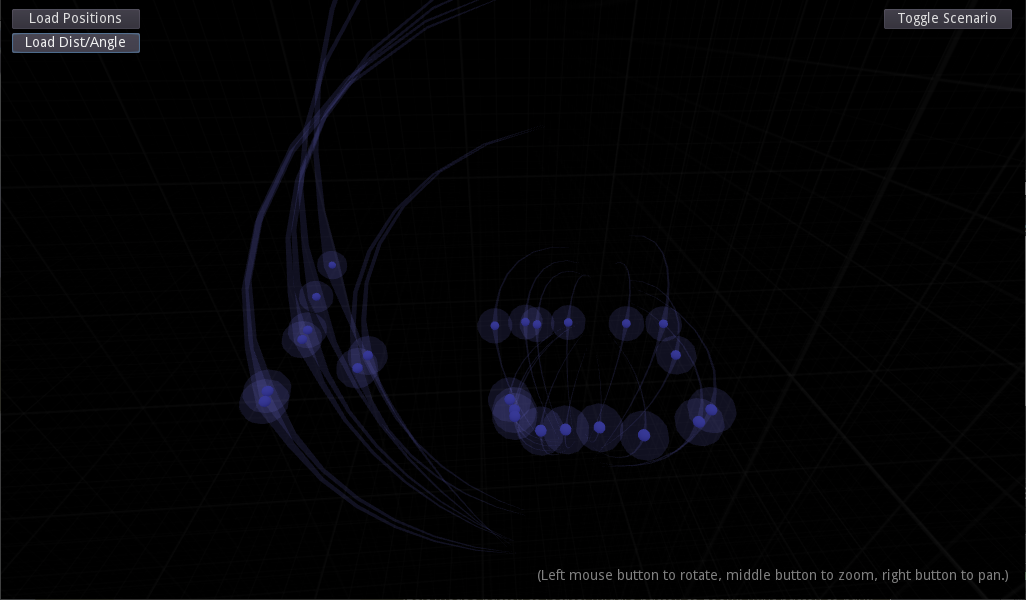 Load Positions
Toggle Scenario
Load Dist/Angle
(Left mouse button to rotate, middle button to zoom, right button to pan.)